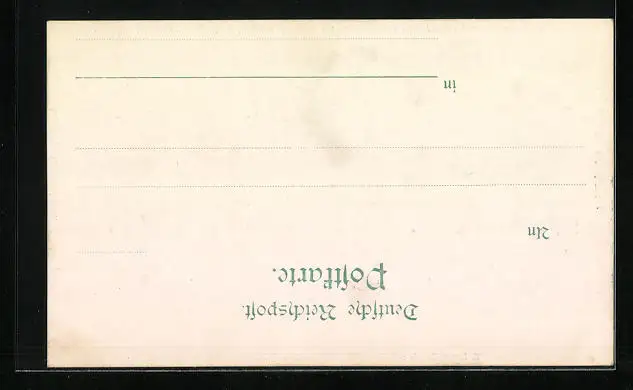 Deutsche Reichspost.
Postkarte.
An
in